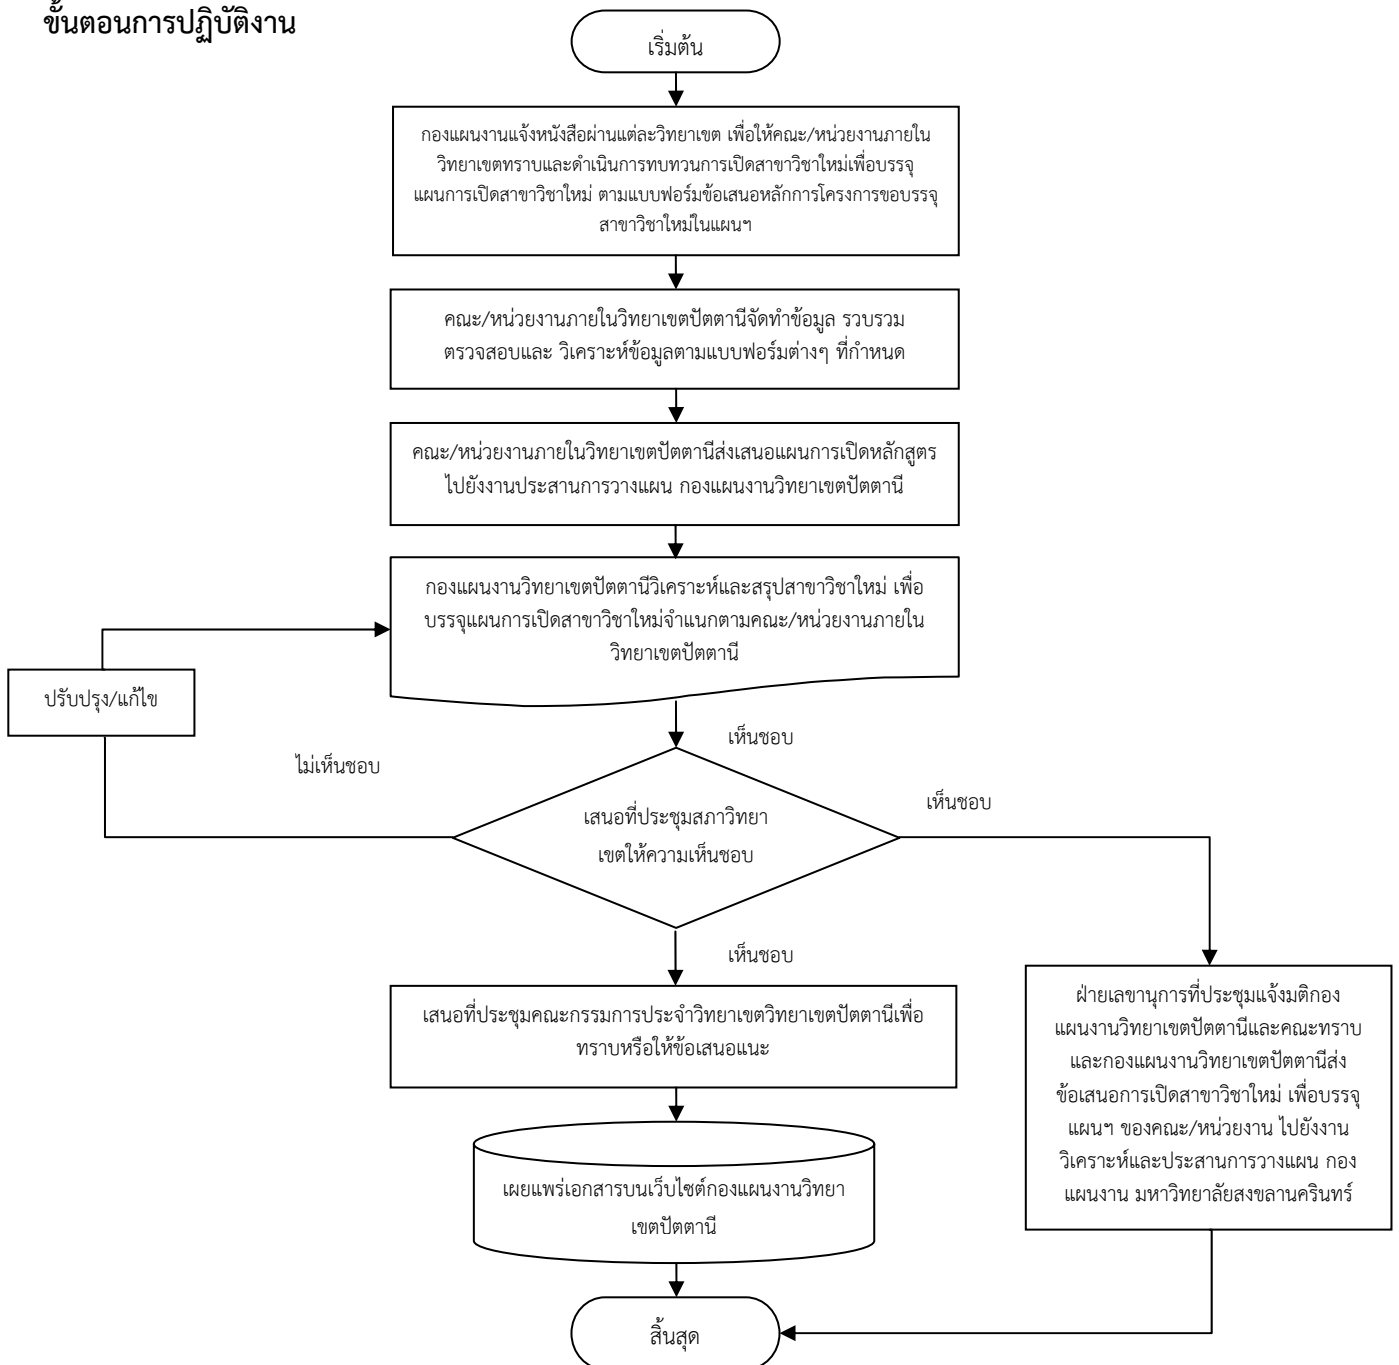 ขั้นตอนการปฏิบัติงาน
เริ่มต้น
กองแผนงานแจ้งหนังสือผ่านแต่ละวิทยาเขต เพื่อให้คณะ/หน่วยงานภายใน
วิทยาเขตทราบและดำเนินการทบทวนการเปิดสาขาวิชาใหม่เพื่อบรรจุ
แผนการเปิดสาขาวิชาใหม่ ตามแบบฟอร์มข้อเสนอหลักการโครงการขอบรรจุ
สาขาวิชาใหม่ในแผนฯ
คณะ/หน่วยงานภายในวิทยาเขตปัตตานีจัดทำข้อมูล รวบรวม
ตรวจสอบและ วิเคราะห์ข้อมูลตามแบบฟอร์มต่างๆ ที่กำหนด
คณะ/หน่วยงานภายในวิทยาเขตปัตตานีส่งเสนอแผนการเปิดหลักสูตร
ไปยังงานประสานการวางแผน กองแผนงานวิทยาเขตปัตตานี
กองแผนงานวิทยาเขตปัตตานีวิเคราะห์และสรุปสาขาวิชาใหม่ เพื่อ
บรรจุแผนการเปิดสาขาวิชาใหม่จำแนกตามคณะ/หน่วยงานภายใน
วิทยาเขตปัตตานี
ปรับปรุง/แก้ไข
เห็นชอบ
ไม่เห็นชอบ
เห็นชอบ
เสนอที่ประชุมสภาวิทยา
เขตให้ความเห็นชอบ
เห็นชอบ
เสนอที่ประชุมคณะกรรมการประจำวิทยาเขตวิทยาเขตปัตตานีเพื่อ
ทราบหรือให้ข้อเสนอแนะ
ฝ่ายเลขานุการที่ประชุมแจ้งมติกอง
แผนงานวิทยาเขตปัตตานีและคณะทราบ
และกองแผนงานวิทยาเขตปัตตานีส่ง
ข้อเสนอการเปิดสาขาวิชาใหม่ เพื่อบรรจุ
แผนฯ ของคณะ/หน่วยงาน ไปยังงาน
วิเคราะห์และประสานการวางแผน กอง
แผนงาน มหาวิทยาลัยสงขลานครินทร์
เผยแพร่เอกสารบนเว็บไซต์กองแผนงานวิทยา
เขตปัตตานี
สิ้นสุด